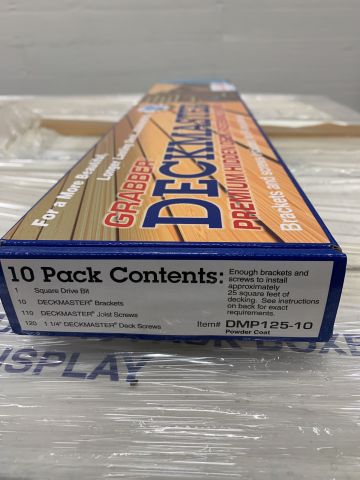 For a More Beautiful,
Longer Lasting
GRABBER
DECKMASTER
PREMIUM HIDDEN
Brackets and screws
10 Pack Contents:
1 Square Drive Bit
10 DECKMASTER® Brackets
110 DECKMASTER® Joist Screws
120 1 1/4" DECKMASTER® Deck Screws
Enough brackets and
screws to install
approximately
25 square feet of
decking. See instructions
on back for exact
requirements.
Item# DMP125-10
Powder Coat
DISPLAY